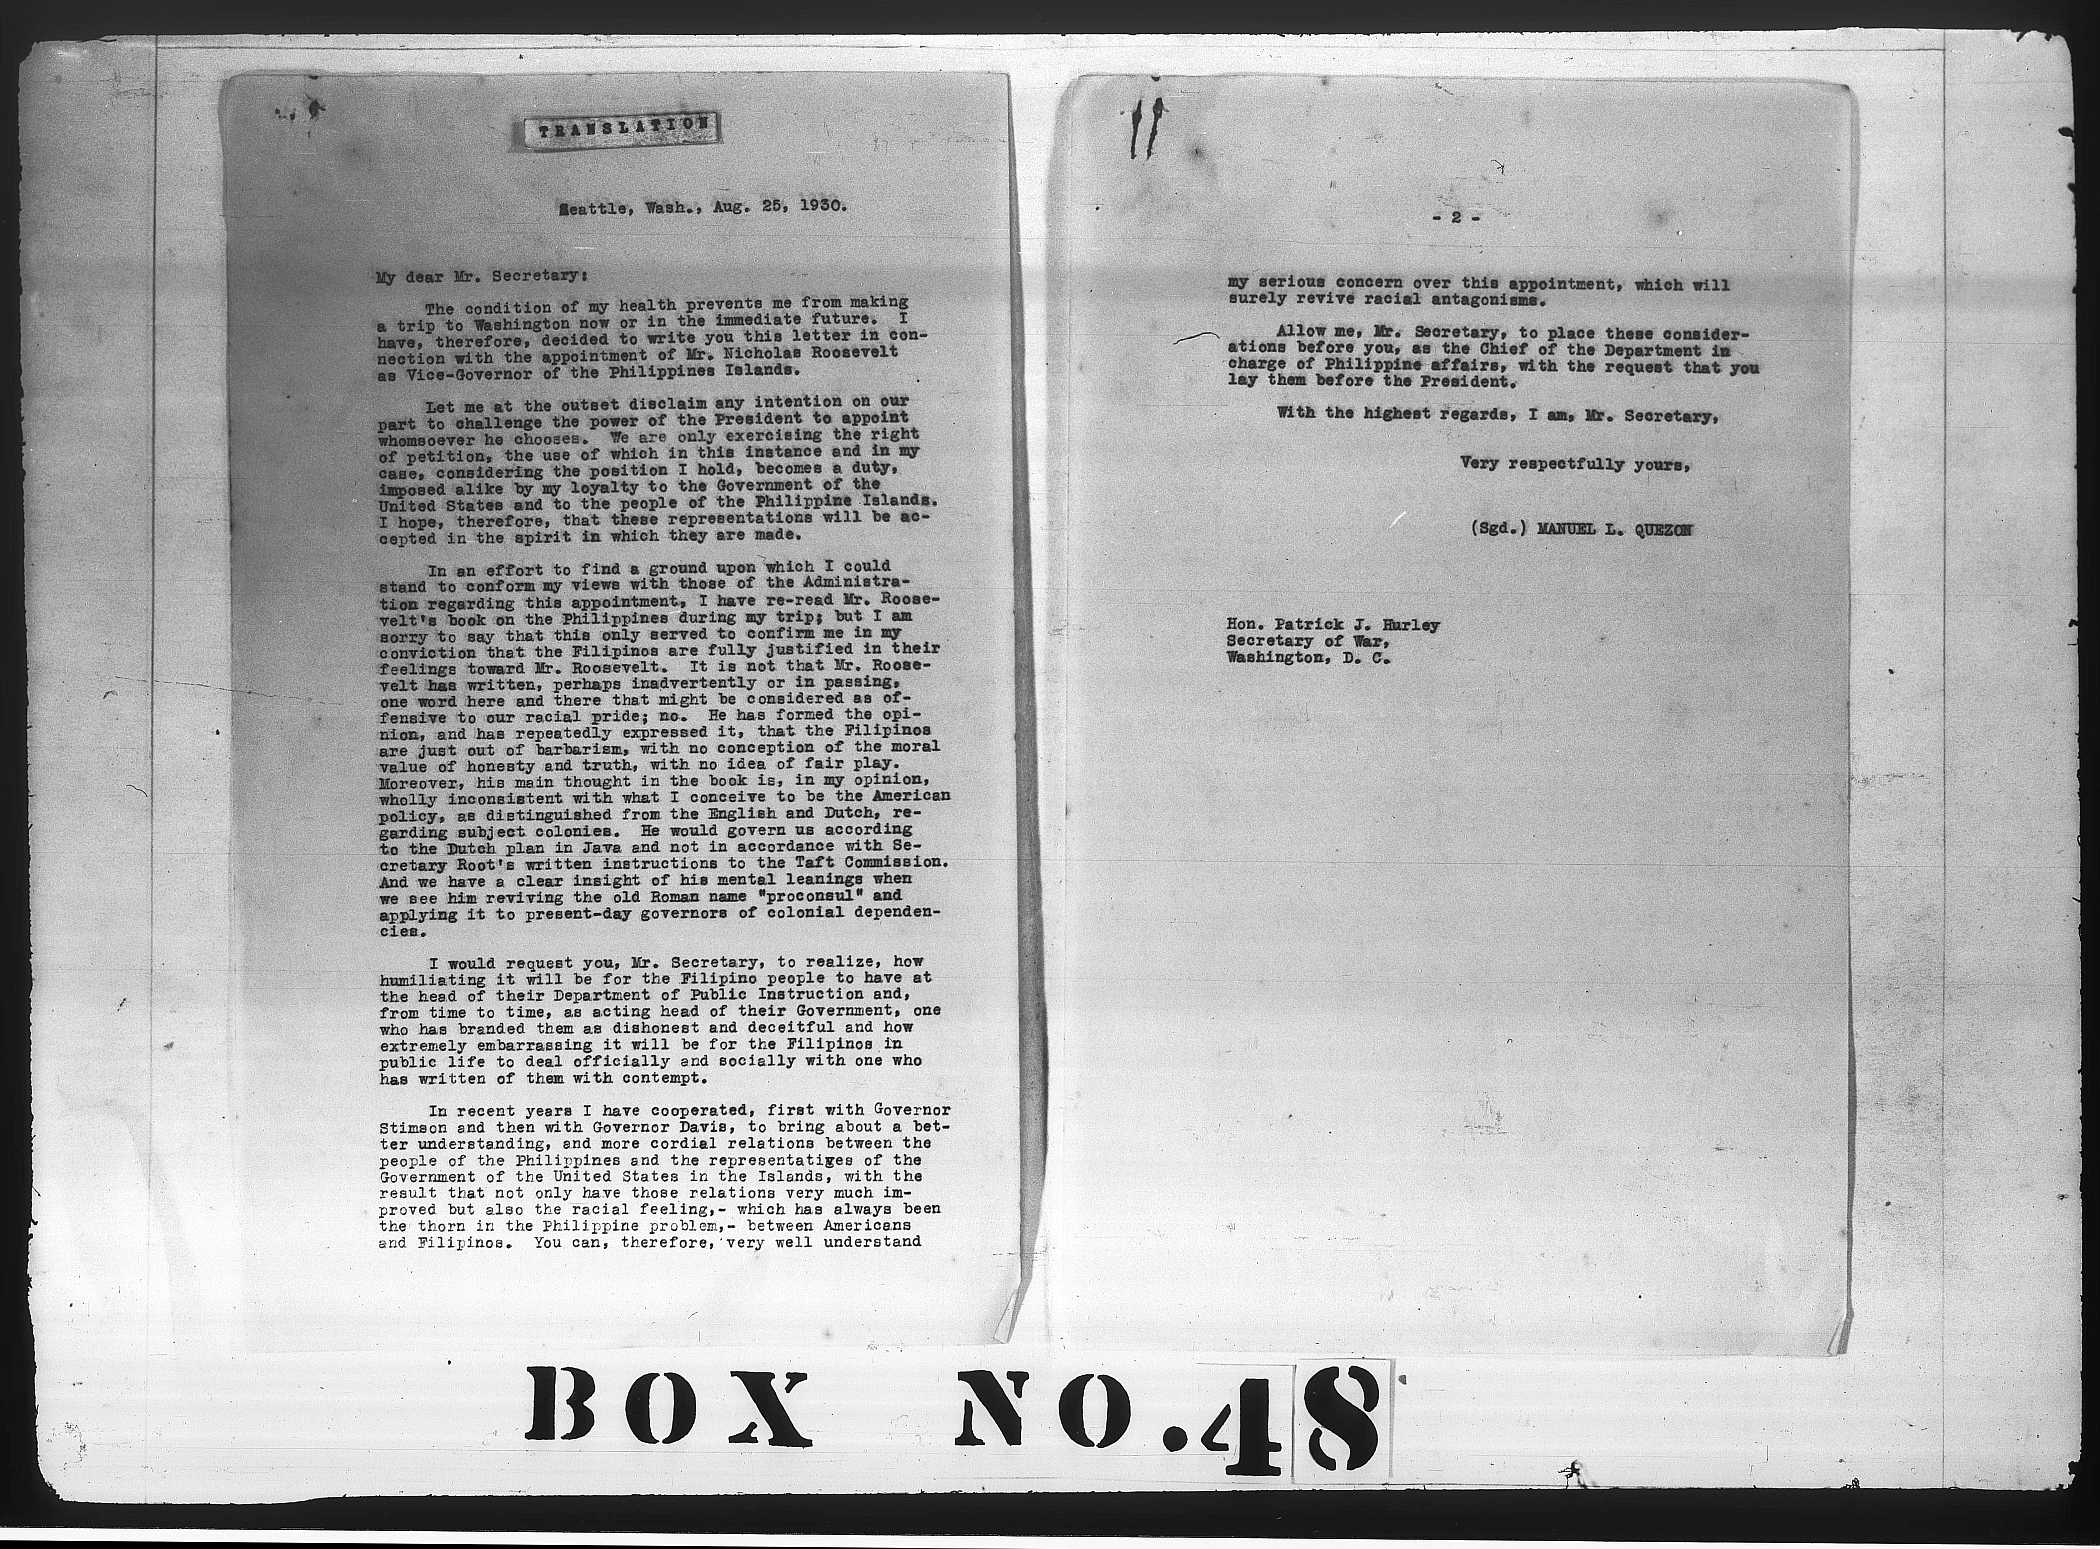 TRANSLATION
Seattle, Wash., Aug. 25, 1930.
My dear Mr. Secretary:
The condition of my health prevents me from making
a trip to Washington now or in the immediate future. I
have, therefore, decided to write you this letter in con-
nection with the appointment of Mr. Nicholas Roosevelt
as Vice-Governor of the Philippines Islands.
Let me at the outset disclaim any intention on our
part to challenge the power of the President to appoint
whomsoever he chooses. We are only exercising the right
of petition, the use of which in this instance and in my
case, considering the position I hold, becomes a duty,
imposed alike by my loyalty to the Government of the
United States and to the people of the Philippine Islands.
I hope, therefore, that these representations will be ac-
cepted in the spirit in which they are made.
In an effort to find a ground upon which I could
stand to conform my views with those of the Administra-
tion regarding this appointment, I have re-read Mr. Roose-
velt's book on the Philippines during my trip; but I am
sorry to say that this only served to confirm me in my
conviction that the Filipinos are fully justified in their
feelings toward Mr. Roosevelt. It is not that Mr. Roose-
velt has written, perhaps inadvertently or in passing,
one word here and there that might be considered as of-
fensive to our racial pride; no. He has formed the opi-
nion, and has repeatedly expressed it, that the Filipinos
are just out of barbarism, with no conception of the moral
value of honesty and truth, with no idea of fair play.
Moreover, his main thought in the book is, in my opinion,
wholly inconsistent with what I conceive to be the American
policy, as distinguished from the English and Dutch, re-
garding subject colonies. He would govern us according
to the Dutch plan in Java and not in accordance with Se-
cretary Root's written instructions to the Taft Commission.
And we have a clear insight of his mental leanings when
we see him reviving the old Roman name "proconsul" and
applying it to present-day governors of colonial dependen-
cies.
I would request you, Mr. Secretary, to realize, how
humiliating it will be for the Filipino people to have at
the head of their Department of Public Instruction and,
from time to time, as acting head of their Government, one
who has branded them as dishonest and deceitful and how
extremely embarrassing it will be for the Filipinos in
public life to deal officially and socially with one who
has written of them with contempt.
In recent years I have cooperated, first with Governor
Stimson and then with Governor Davis, to bring about a bet-
ter understanding, and more cordial relations between the
people of the Philippines and the representatives of the
Government of the United States in the Islands, with the
result that not only have those relations very much im-
proved but also the racial feeling,- which has always been
the thorn in the Philippine problem,- between Americans
and Filipinos. You can, therefore, very well understand
- 2 -
my serious concern over this appointment, which will
surely revive racial antagonisms.
Allow me, Mr. Secretary, to place these consider-
ations before you, as the Chief of the Department in
charge of Philippine affairs, with the request that you
lay them before the President.
With the highest regards, I am, Mr. Secretary,
Very respectfully yours,
(Sgd.) MANUEL L. QUEZON
Hon. Patrick J. Hurley
Secretary of War,
Washington, D. C.
BOX NO.48